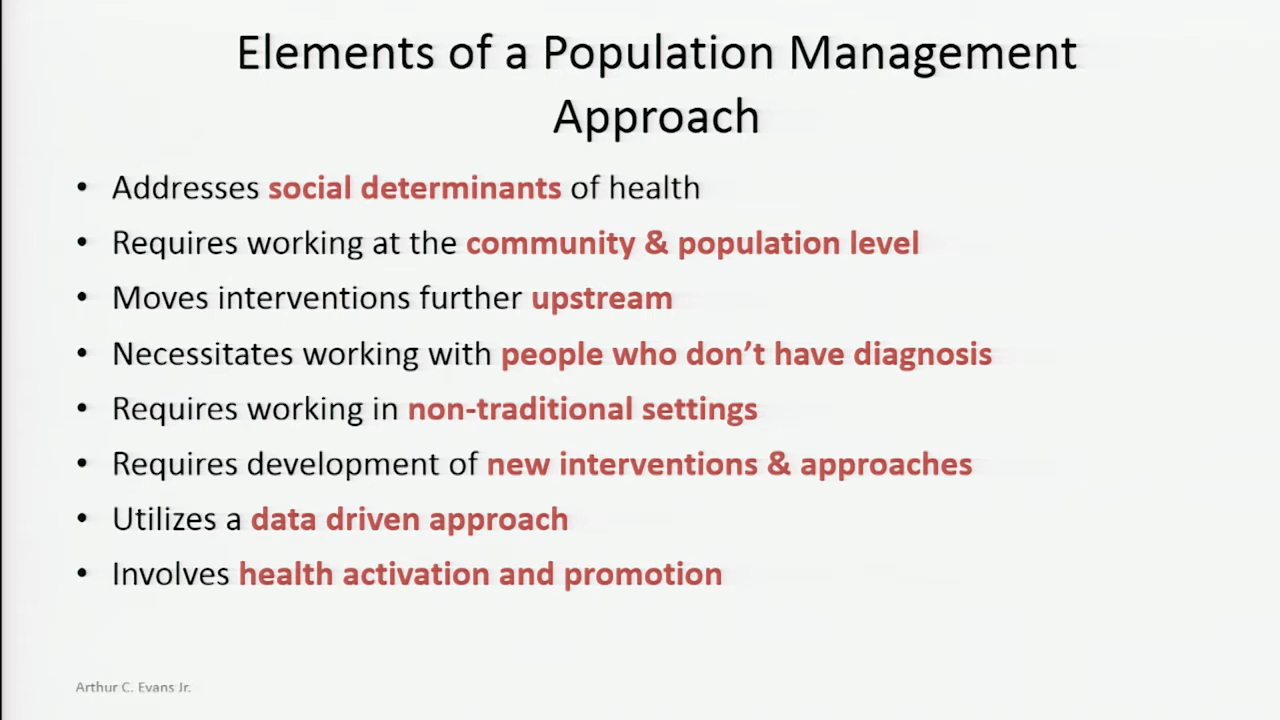 Elements of a Population Management
Approach
• Addresses social determinants of health
• Requires working at the community & population level
• Moves interventions further upstream
• Necessitates working with people who don’t have diagnosis
• Requires working in non-traditional settings
• Requires development of new interventions & approaches
• Utilizes a data driven approach
• Involves health activation and promotion
Arthur C. Evans Jr.